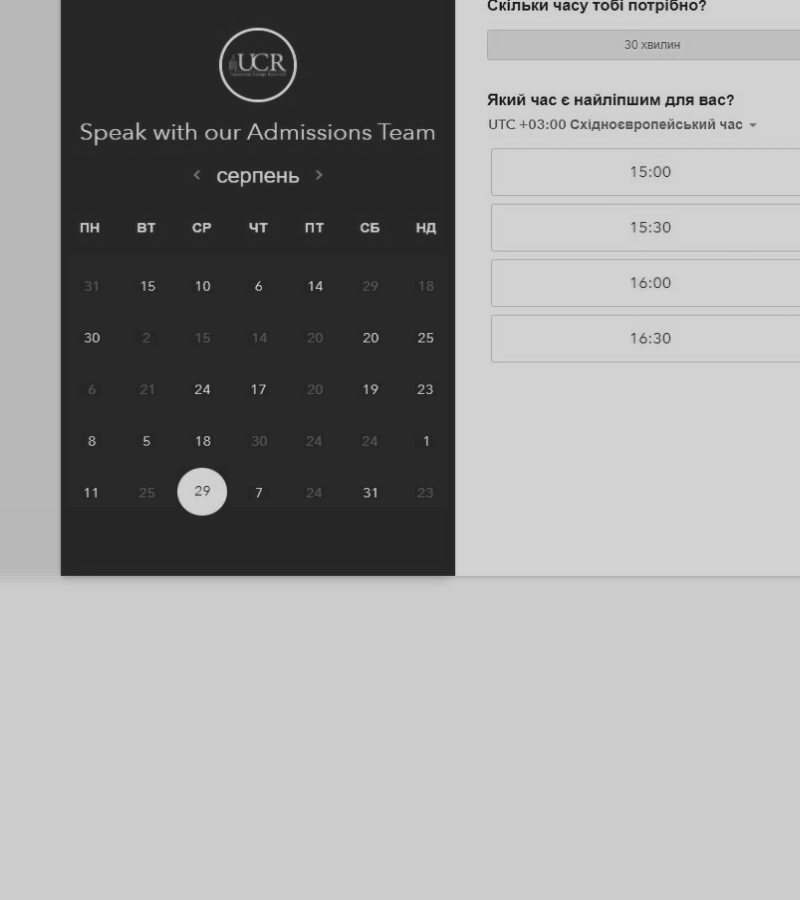 Скільки часу тобі потрібно?
30 хвилин
UCR
Speak with our Admissions Team
серпень
ПН ВТ СР ЧТ ПТ СБ НД
31 15 10 6 14 29 18
30 2 15 14 20 20 25
6 21 24 17 20 19 23
8 5 18 30 24 24 1
11 25 29 7 24 31 23
Який час є найліпшим для вас?
UTC +03:00 Східноєвропейський час
15:00
15:30
16:00
16:30